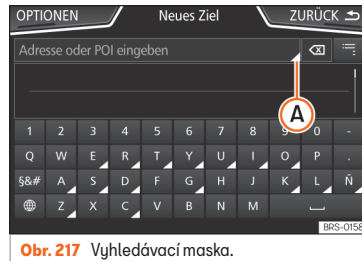 OPTIONEN Neues Ziel ZURÜCK
Adresse oder POI eingeben
A
1 2 3 4 5 6 7 8 9 0 -
Q W E R T Y U I O P .
§&# A S D F G H J K L Ñ
Z X C V B N M
BRS-0158
Obr. 217 Vyhledávací maska.